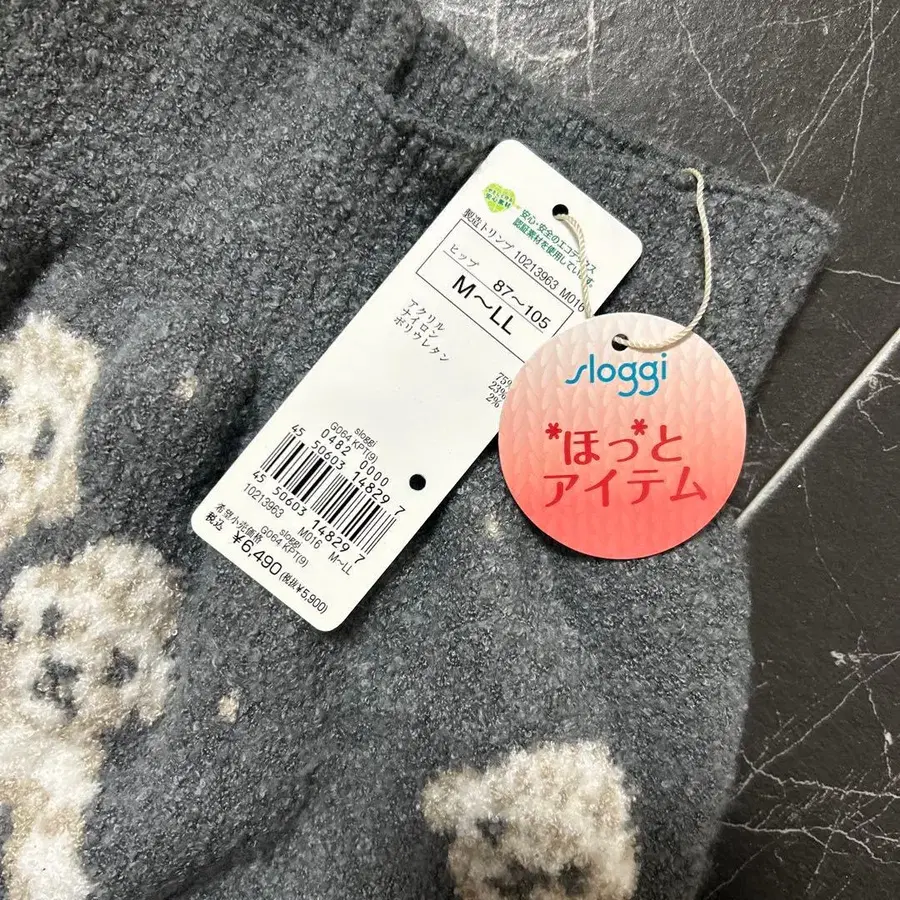 安心・安全のエコテックス
認証素材を使用しています。
製造トリンプ 10213963 M016
ヒップ 87～105
M～LL
アクリル 75%
ナイロン 23%
ポリウレタン 2%
sloggi
G064 KPT(9)
0482 0000
45 50603 14829 7
45 50603 14829 7
10213963 M016 M～LL
sloggi
G064 KPT(9)
希望小売価格
税込 ¥6,490 (税抜¥5,900)
sloggi
*ほっ*と
アイテム